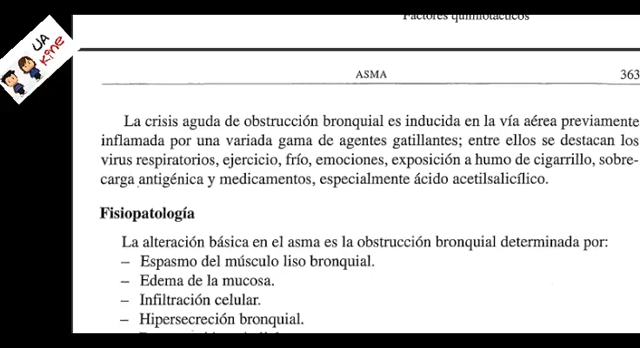 UA
Kine
Factores quimiotácticos
ASMA 363
La crisis aguda de obstrucción bronquial es inducida en la vía aérea previamente
inflamada por una variada gama de agentes gatillantes; entre ellos se destacan los
virus respiratorios, ejercicio, frío, emociones, exposición a humo de cigarrillo, sobre-
carga antigénica y medicamentos, especialmente ácido acetilsalicílico.
Fisiopatología
La alteración básica en el asma es la obstrucción bronquial determinada por:
– Espasmo del músculo liso bronquial.
– Edema de la mucosa.
– Infiltración celular.
– Hipersecreción bronquial.